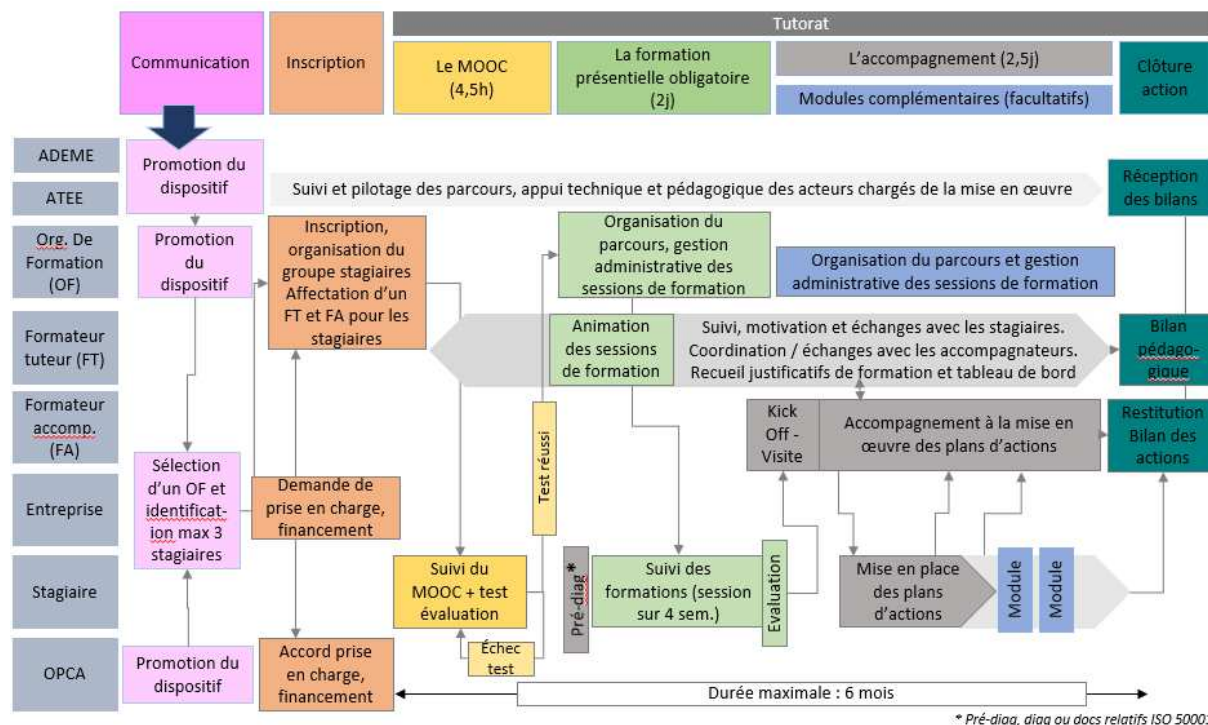 Tutorat
Communication
Inscription
Le MOOC
(4,5h)
La formation
présentielle obligatoire
(2j)
L'accompagnement (2,5j)
Modules complémentaires (facultatifs)
Clôture
action
ADEME
ATEE
Promotion du
dispositif
Suivi et pilotage des parcours, appui technique et pédagogique des acteurs chargés de la mise en œuvre
Réception
des bilans
Org. De
Formation
(OF)
Promotion
du
dispositif
Inscription,
organisation du
groupe stagiaires
Affectation d'un
FT et FA pour les
stagiaires
Organisation du
parcours, gestion
administrative des
sessions de formation
Organisation du parcours et gestion
administrative des sessions de formation
Formateur
tuteur (FT)
Animation
des sessions
de formation
Suivi, motivation et échanges avec les stagiaires.
Coordination / échanges avec les accompagnateurs.
Recueil justificatifs de formation et tableau de bord
Bilan
pédago-
gique
Formateur
accomp.
(FA)
Test réussi
Kick
Off -
Visite
Accompagnement à la mise en
œuvre des plans d'actions
Restitution
Bilan des
actions
Entreprise
Sélection
d'un OF et
identificat-
ion max 3
stagiaires
Demande de
prise en charge,
financement
Stagiaire
Suivi du
MOOC + test
évaluation
Échec
test
Pré-diag*
Suivi des
formations (session
sur 4 sem.)
Evaluation
Mise en place
des plans
d'actions
Module
Module
OPCA
Promotion du
dispositif
Accord prise
en charge,
financement
Durée maximale : 6 mois
* Pré-diag, diag ou docs relatifs ISO 50001